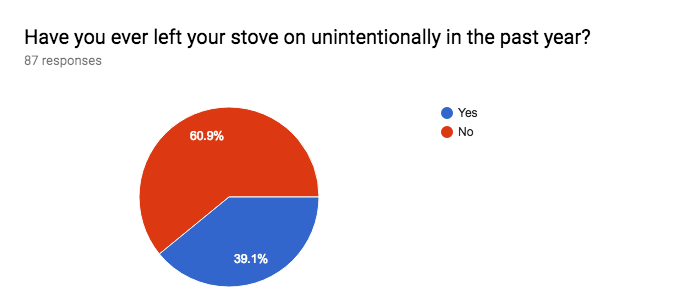 Have you ever left your stove on unintentionally in the past year?
87 responses
Yes
No
60.9%
39.1%